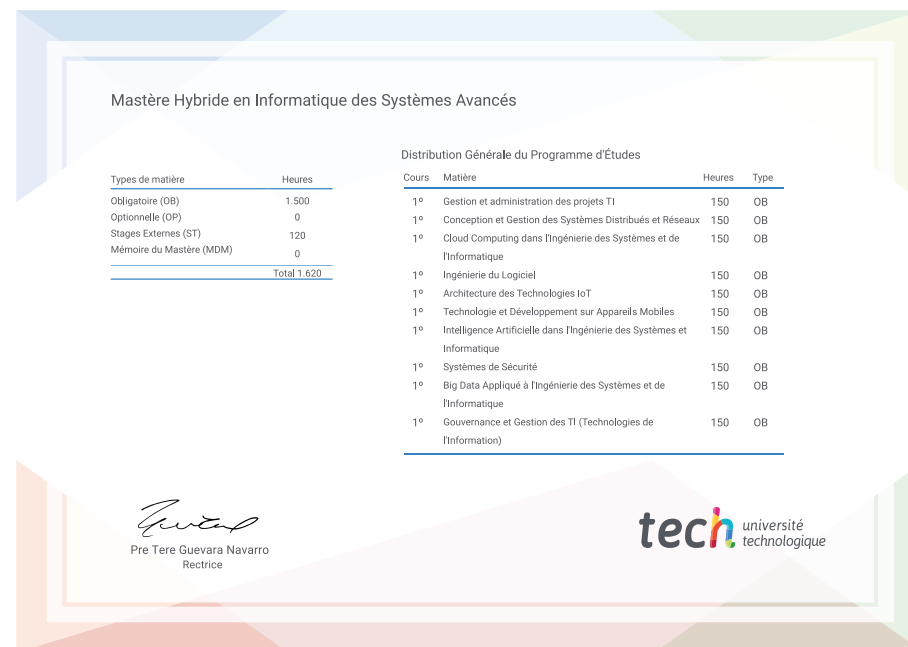 Mastère Hybride en Informatique des Systèmes Avancés
Types de matière Heures
Obligatoire (OB) 1.500
Optionnelle (OP) 0
Stages Externes (ST) 120
Mémoire du Mastère (MDM) 0
Total 1.620
Distribution Générale du Programme d'Études
Cours Matière Heures Type
1º Gestion et administration des projets TI 150 OB
1º Conception et Gestion des Systèmes Distribués et Réseaux 150 OB
1º Cloud Computing dans l'Ingénierie des Systèmes et de 150 OB
l'Informatique
1º Ingénierie du Logiciel 150 OB
1º Architecture des Technologies IoT 150 OB
1º Technologie et Développement sur Appareils Mobiles 150 OB
1º Intelligence Artificielle dans l'Ingénierie des Systèmes et 150 OB
Informatique
1º Systèmes de Sécurité 150 OB
1º Big Data Appliqué à l'Ingénierie des Systèmes et de 150 OB
l'Informatique
1º Gouvernance et Gestion des TI (Technologies de 150 OB
l'Information)
Pre Tere Guevara Navarro
Rectrice
tech université
technologique